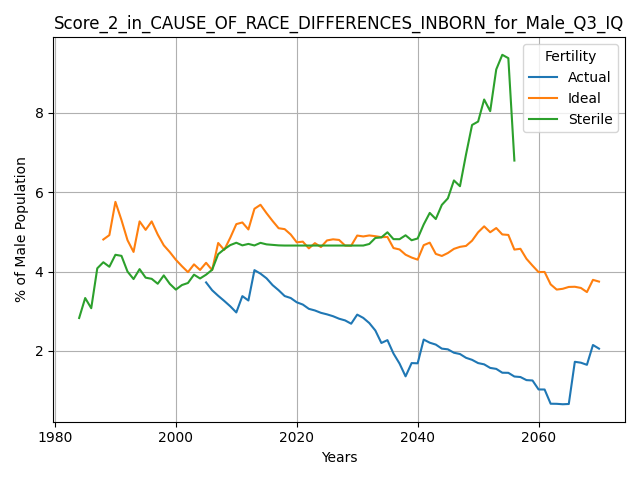 Score_2_in_CAUSE_OF_RACE_DIFFERENCES_INBORN_for_Male_Q3_IQ
Fertility
Actual
Ideal
Sterile
% of Male Population
8
6
4
2
1980
2000
2020
2040
2060
Years